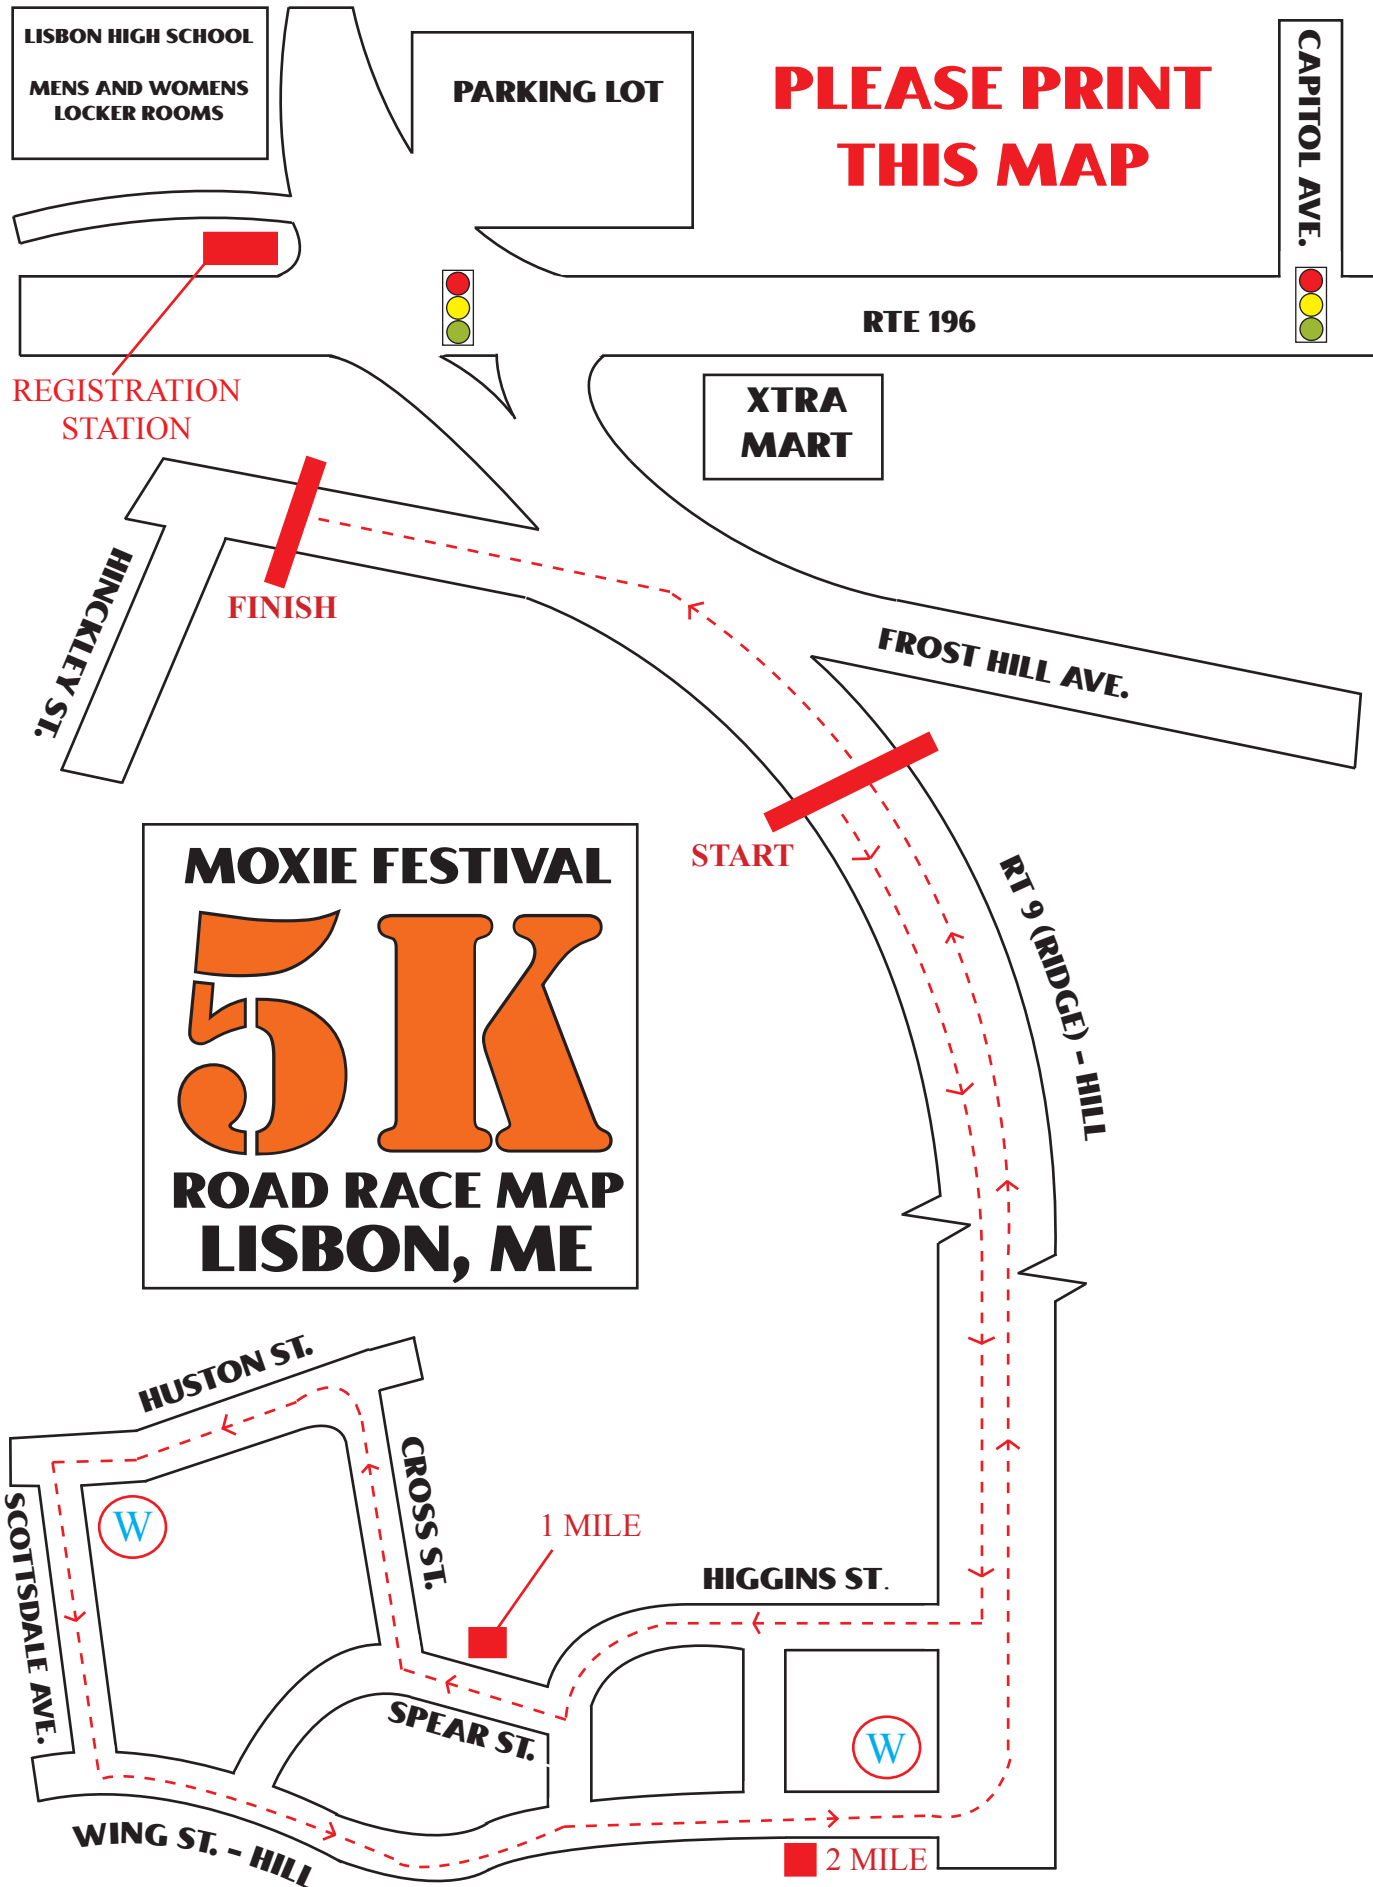 LISBON HIGH SCHOOL
MENS AND WOMENS
LOCKER ROOMS
PARKING LOT
PLEASE PRINT
THIS MAP
CAPITOL AVE.
RTE 196
REGISTRATION
STATION
XTRA
MART
HINCKLEY ST.
FINISH
FROST HILL AVE.
START
RT 9 (RIDGE) - HILL
MOXIE FESTIVAL
5K
ROAD RACE MAP
LISBON, ME
HUSTON ST.
CROSS ST.
SCOTTSDALE AVE.
W
1 MILE
HIGGINS ST.
SPEAR ST.
W
WING ST. - HILL
2 MILE